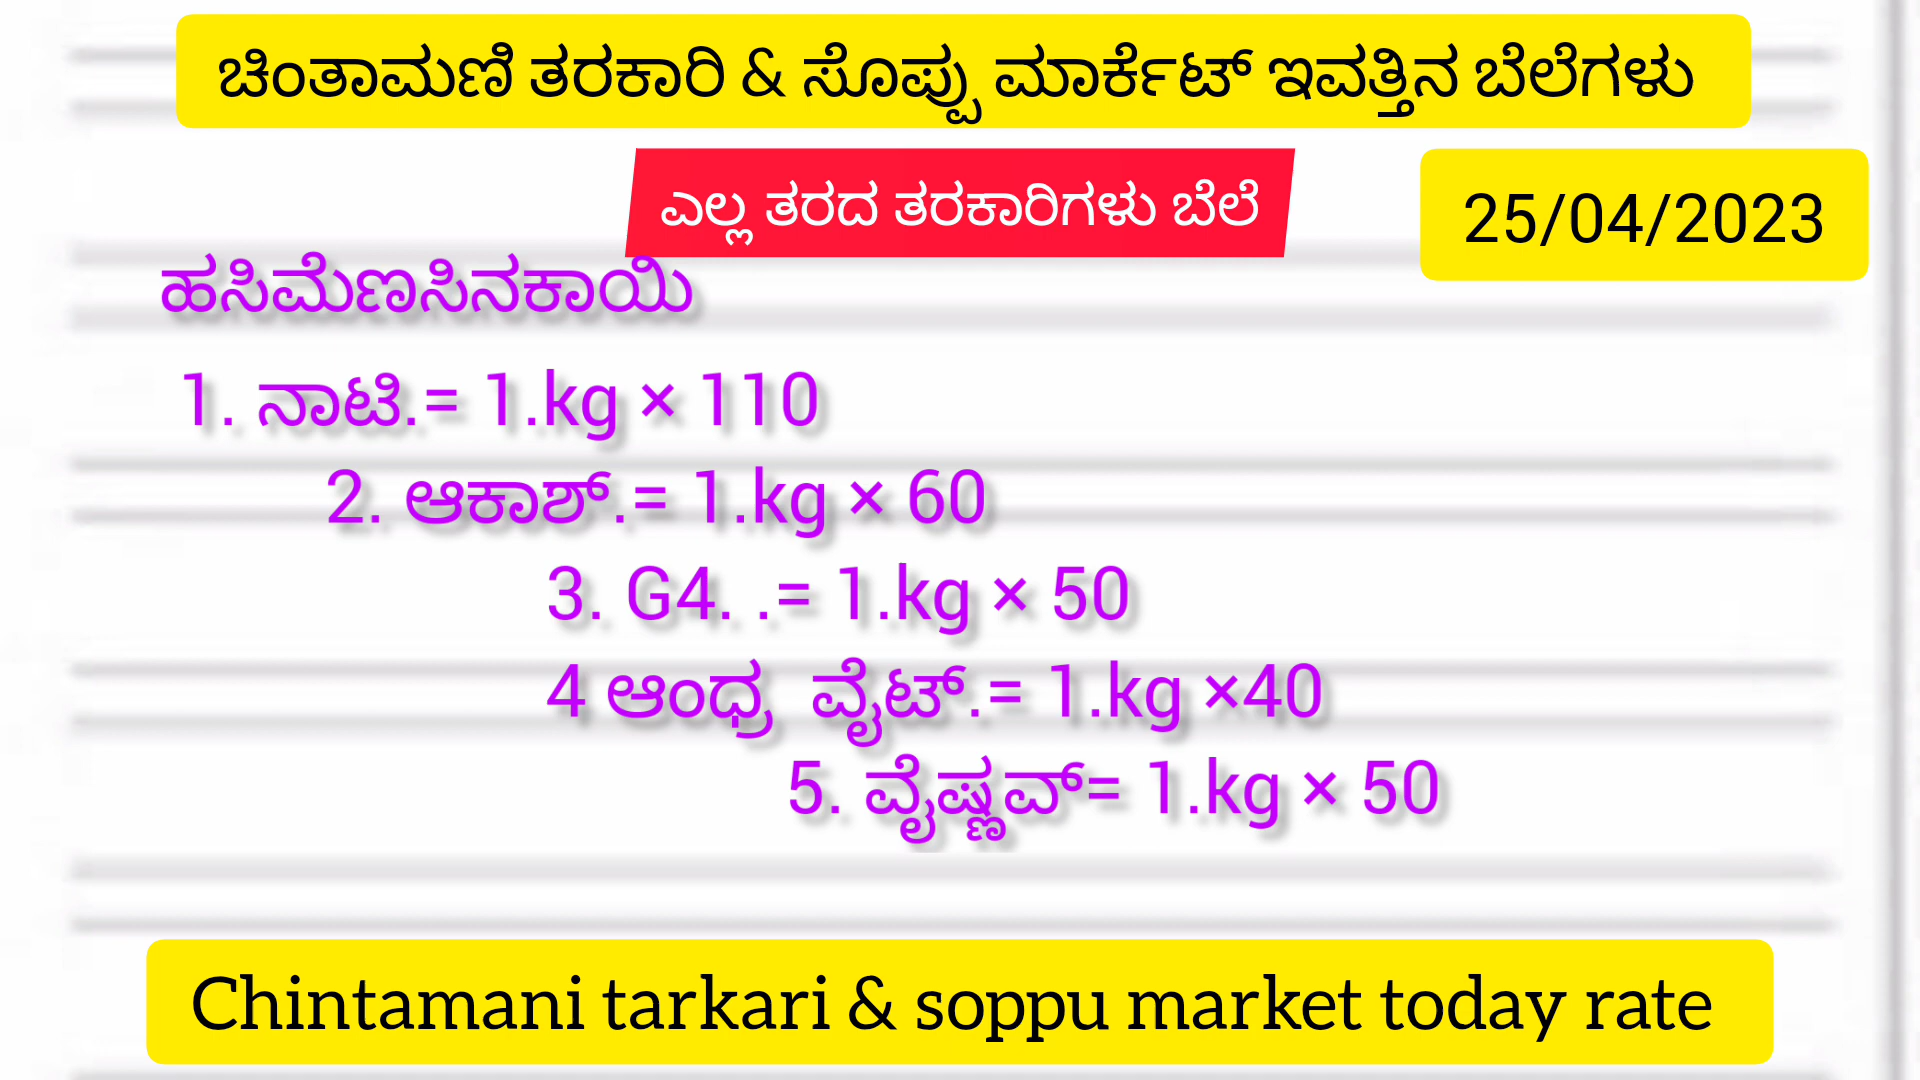 ಚಿಂತಾಮಣಿ ತರಕಾರಿ & ಸೊಪ್ಪು ಮಾರ್ಕೆಟ್ ಇವತ್ತಿನ ಬೆಲೆಗಳು
ಎಲ್ಲ ತರದ ತರಕಾರಿಗಳು ಬೆಲೆ
25/04/2023
ಹಸಿಮೆಣಸಿನಕಾಯಿ
1. ನಾಟಿ.= 1.kg × 110
2. ಆಕಾಶ್.= 1.kg × 60
3. G4. .= 1.kg × 50
4 ಆಂಧ್ರ ವೈಟ್.= 1.kg ×40
5. ವೈಷ್ಣವ್= 1.kg × 50
Chintamani tarkari & soppu market today rate